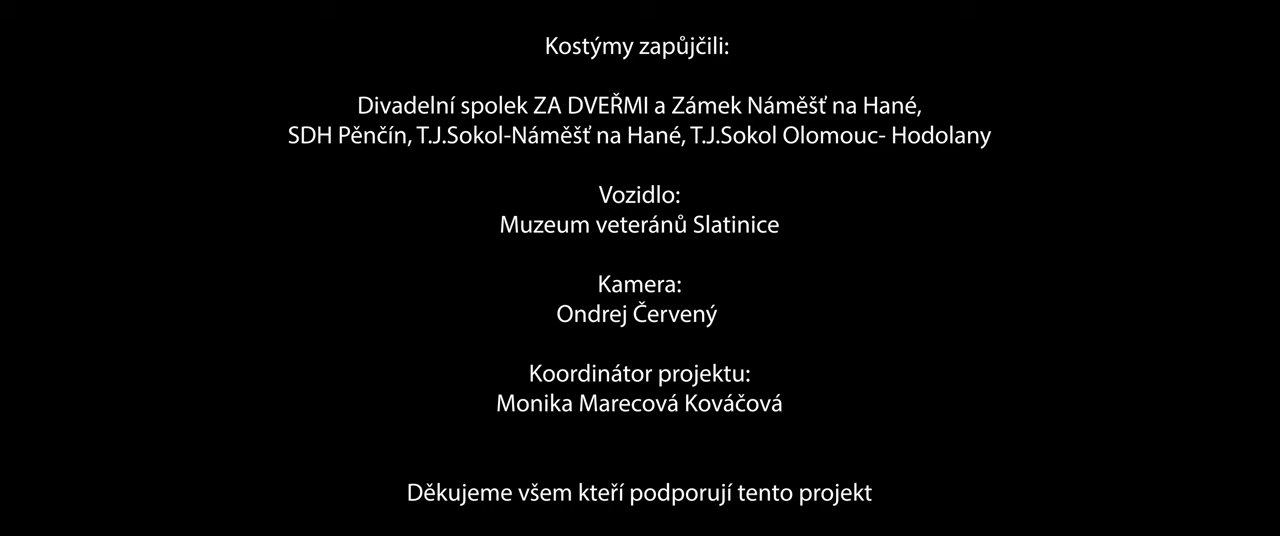 Kostýmy zapůjčili:
Divadelní spolek ZA DVEŘMI a Zámek Náměšť na Hané,
SDH Pěnčín, T.J.Sokol-Náměšť na Hané, T.J.Sokol Olomouc- Hodolany
Vozidlo:
Muzeum veteránů Slatinice
Kamera:
Ondrej Červený
Koordinátor projektu:
Monika Marecová Kováčová
Děkujeme všem kteří podporují tento projekt